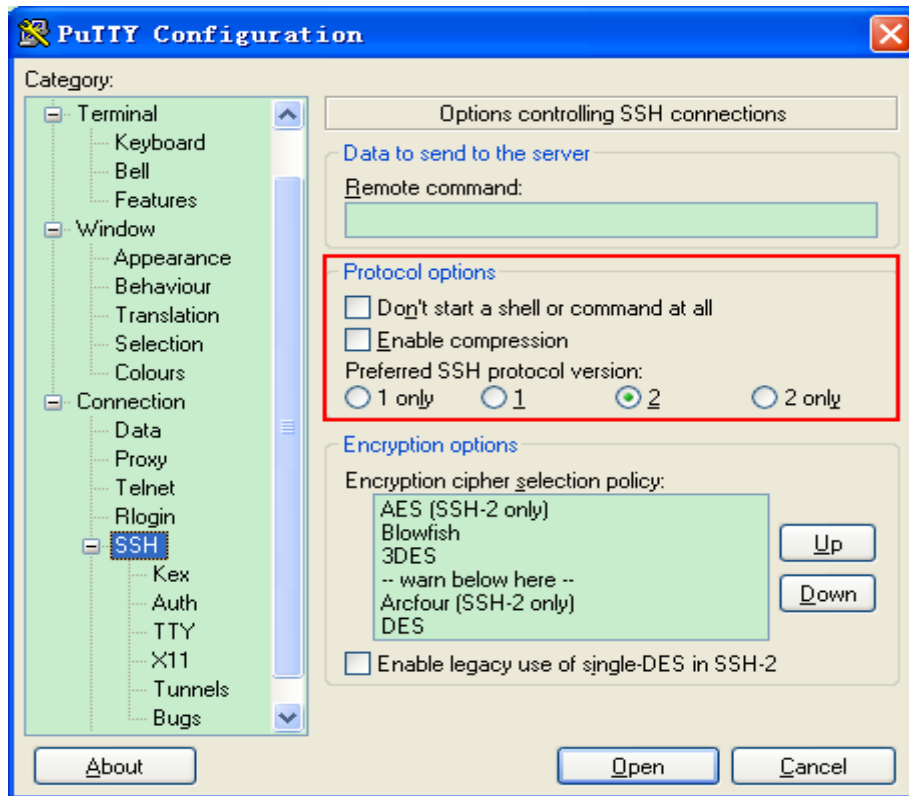 PuTTY Configuration
Category:
Terminal
Keyboard
Bell
Features
Window
Appearance
Behaviour
Translation
Selection
Colours
Connection
Data
Proxy
Telnet
Rlogin
SSH
Kex
Auth
TTY
X11
Tunnels
Bugs
Options controlling SSH connections
Data to send to the server
Remote command:
Protocol options
Don't start a shell or command at all
Enable compression
Preferred SSH protocol version:
1 only 1 2 2 only
Encryption options
Encryption cipher selection policy:
AES (SSH-2 only)
Blowfish
3DES
-- warn below here --
Arcfour (SSH-2 only)
DES
Up
Down
Enable legacy use of single-DES in SSH-2
About Open Cancel